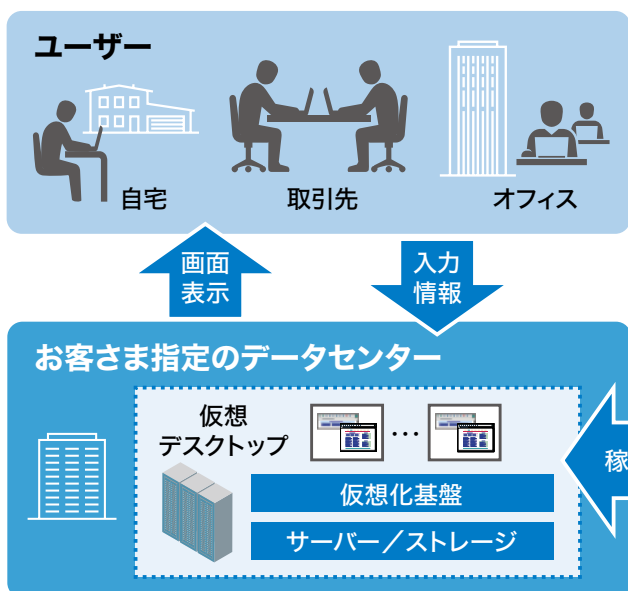 ユーザー
自宅
取引先
オフィス
画面
表示
入力
情報
お客さま指定のデータセンター
仮想
デスクトップ
…
仮想化基盤
サーバー／ストレージ
稼